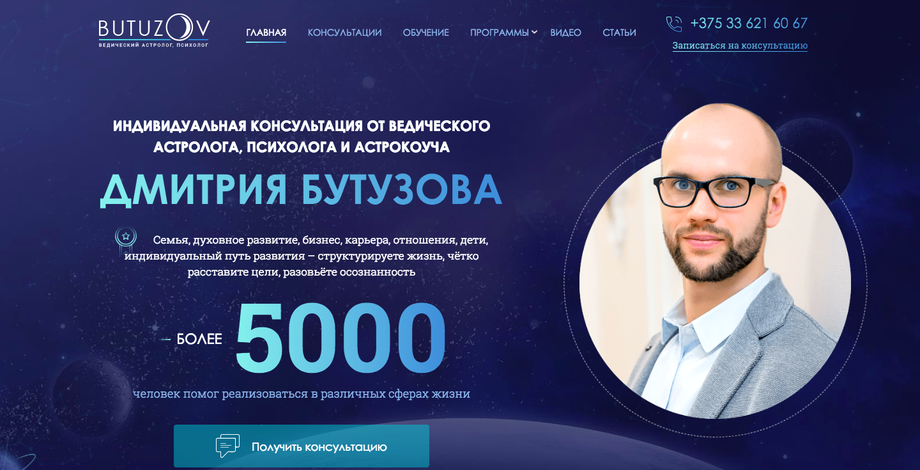 BUTUZOV
ВЕДИЧЕСКИЙ АСТРОЛОГ, ПСИХОЛОГ
ГЛАВНАЯ
КОНСУЛЬТАЦИИ
ОБУЧЕНИЕ
ПРОГРАММЫ
ВИДЕО
СТАТЬИ
+375 33 621 60 67
Записаться на консультацию
ИНДИВИДУАЛЬНАЯ КОНСУЛЬТАЦИЯ ОТ ВЕДИЧЕСКОГО
АСТРОЛОГА, ПСИХОЛОГА И АСТРОКОУЧА
ДМИТРИЯ БУТУЗОВА
Семья, духовное развитие, бизнес, карьера, отношения, дети,
индивидуальный путь развития – структурируете жизнь, чётко
расставите цели, разовьёте осознанность
— БОЛЕЕ 5000
человек помог реализоваться в различных сферах жизни
Получить консультацию